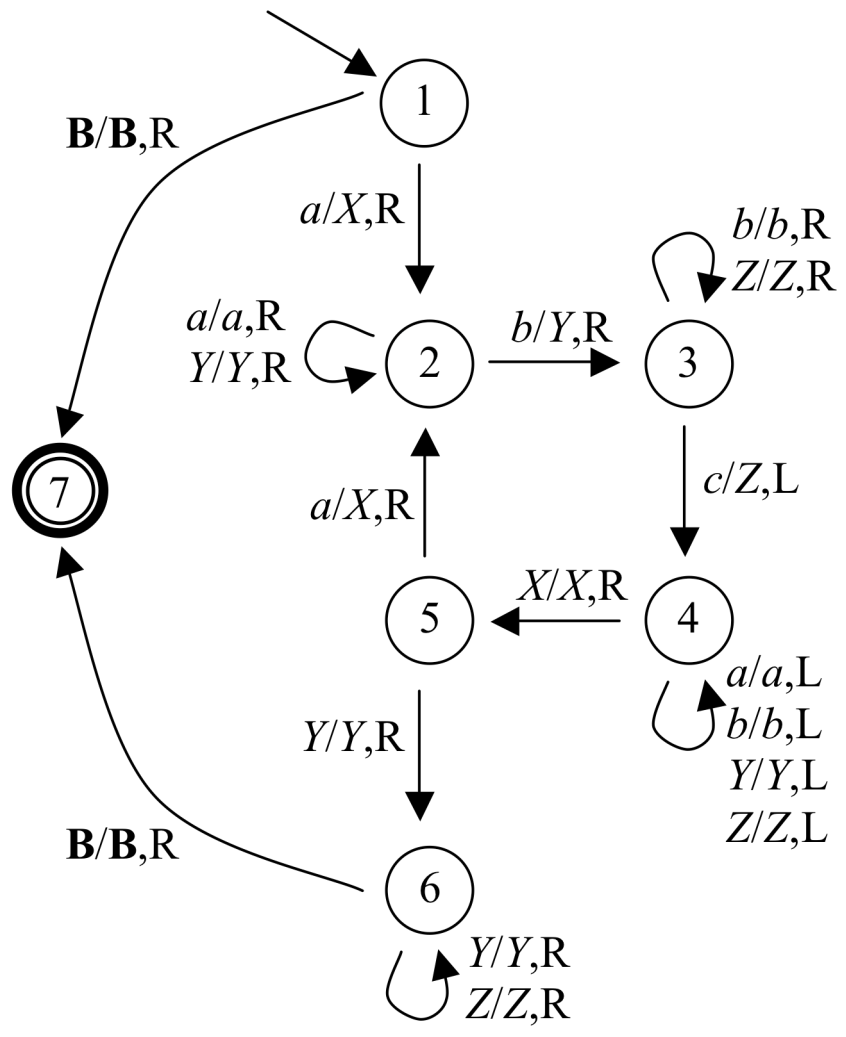 1
B/B,R
a/X,R
b/b,R
Z/Z,R
a/a,R
Y/Y,R
2
b/Y,R
3
7
a/X,R
c/Z,L
5
X/X,R
4
a/a,L
b/b,L
Y/Y,L
Z/Z,L
Y/Y,R
B/B,R
6
Y/Y,R
Z/Z,R